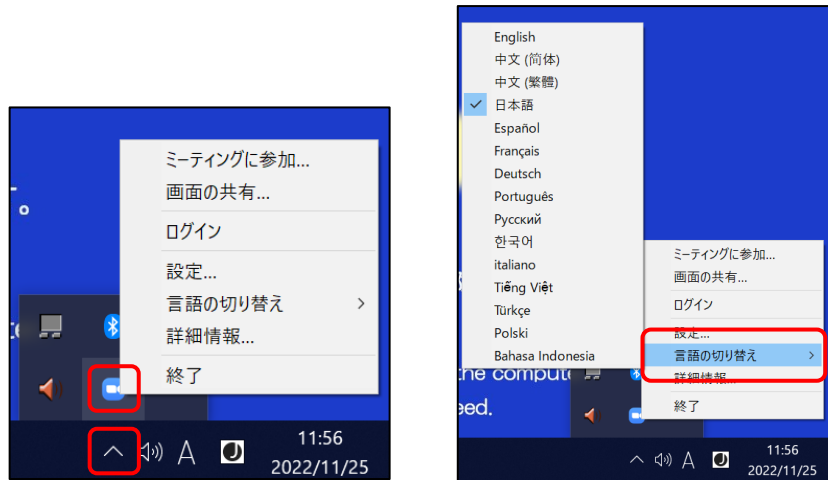 ミーティングに参加...
画面の共有...
ログイン
設定...
言語の切り替え
詳細情報...
終了
A
11:56
2022/11/25
English
中文 (简体)
中文 (繁體)
日本語
Español
Français
Deutsch
Português
Русский
한국어
italiano
Tiếng Việt
Türkçe
Polski
Bahasa Indonesia
ミーティングに参加...
画面の共有...
ログイン
設定...
言語の切り替え
詳細情報...
終了
the compute
A
11:56
2022/11/25